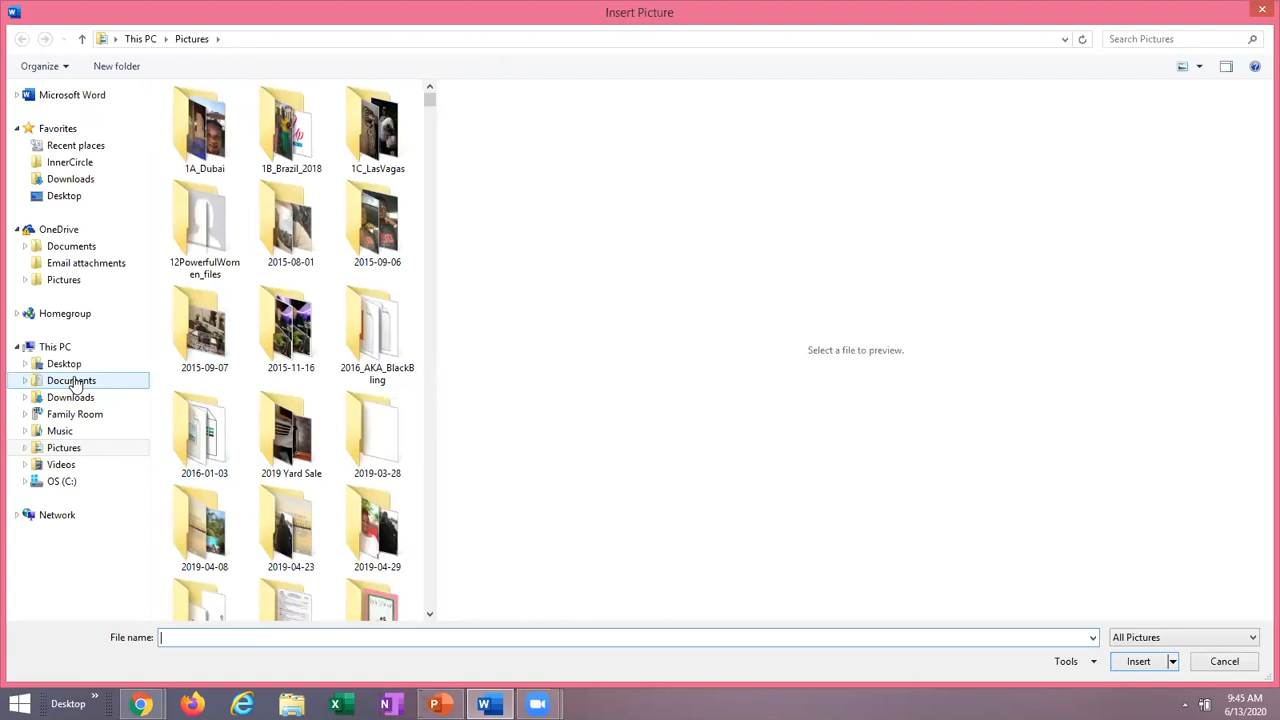 Insert Picture
This PC
Pictures
Search Pictures
Organize
New folder
Microsoft Word
Favorites
Recent places
InnerCircle
Downloads
Desktop
OneDrive
Documents
Email attachments
Pictures
Homegroup
This PC
Desktop
Documents
Downloads
Family Room
Music
Pictures
Videos
OS (C:)
Network
1A_Dubai
1B_Brazil_2018
1C_LasVagas
12PowerfulWom
en_files
2015-08-01
2015-09-06
2015-09-07
2015-11-16
2016_AKA_BlackB
ling
2016-01-03
2019 Yard Sale
2019-03-28
2019-04-08
2019-04-23
2019-04-29
Select a file to preview.
File name:
All Pictures
Tools
Insert
Cancel
Desktop
9:45 AM
6/13/2020